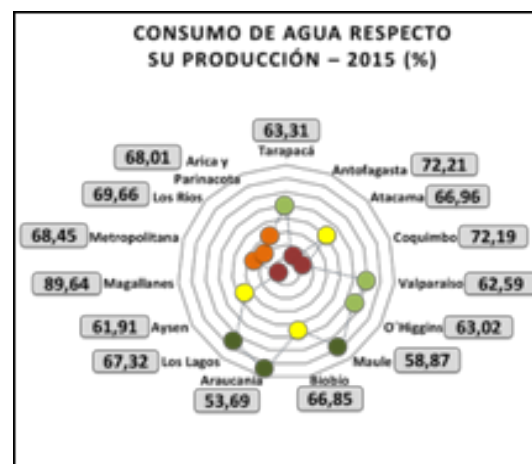 CONSUMO DE AGUA RESPECTO
SU PRODUCCIÓN – 2015 (%)
63,31
Tarapacá
72,21
Antofagasta
66,96
Atacama
72,19
Coquimbo
62,59
Valparaíso
63,02
O´Higgins
58,87
Maule
66,85
Biobío
53,69
Araucanía
67,32
Los Lagos
61,91
Aysen
89,64
Magallanes
68,45
Metropolitana
69,66
Los Ríos
68,01
Arica y
Parinacota